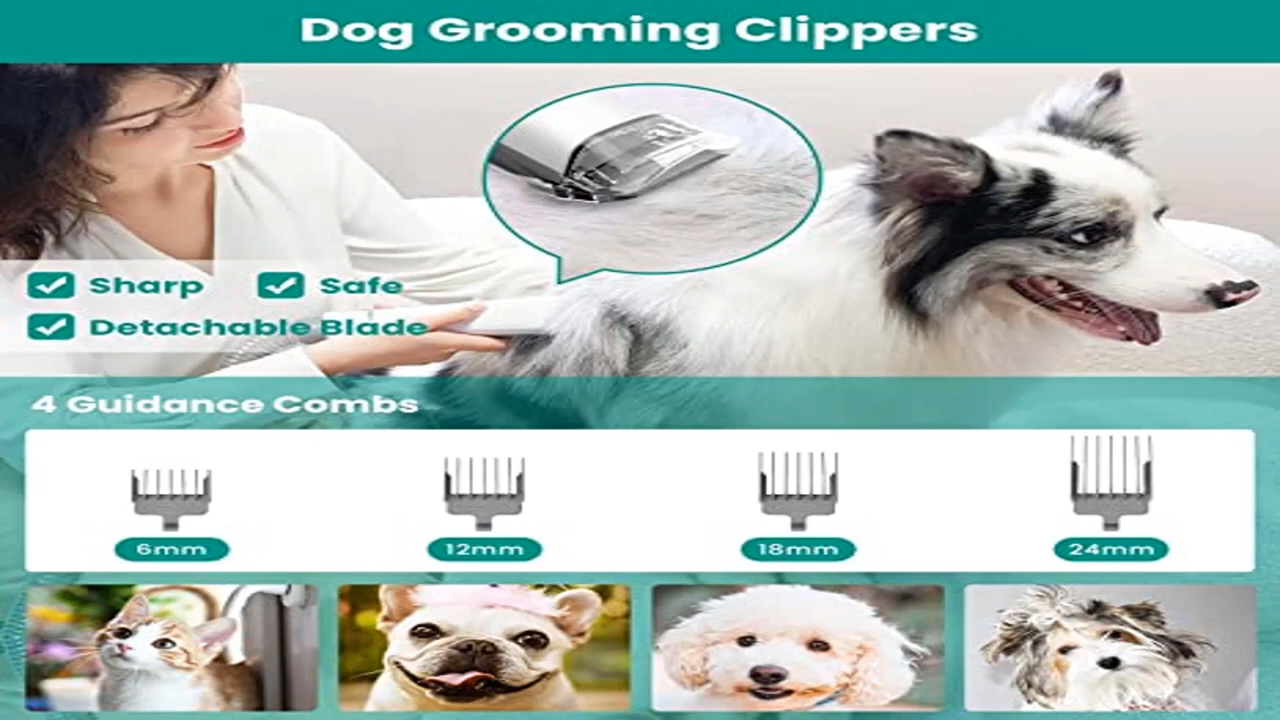 Dog Grooming Clippers
Sharp
Safe
Detachable Blade
4 Guidance Combs
6mm
12mm
18mm
24mm